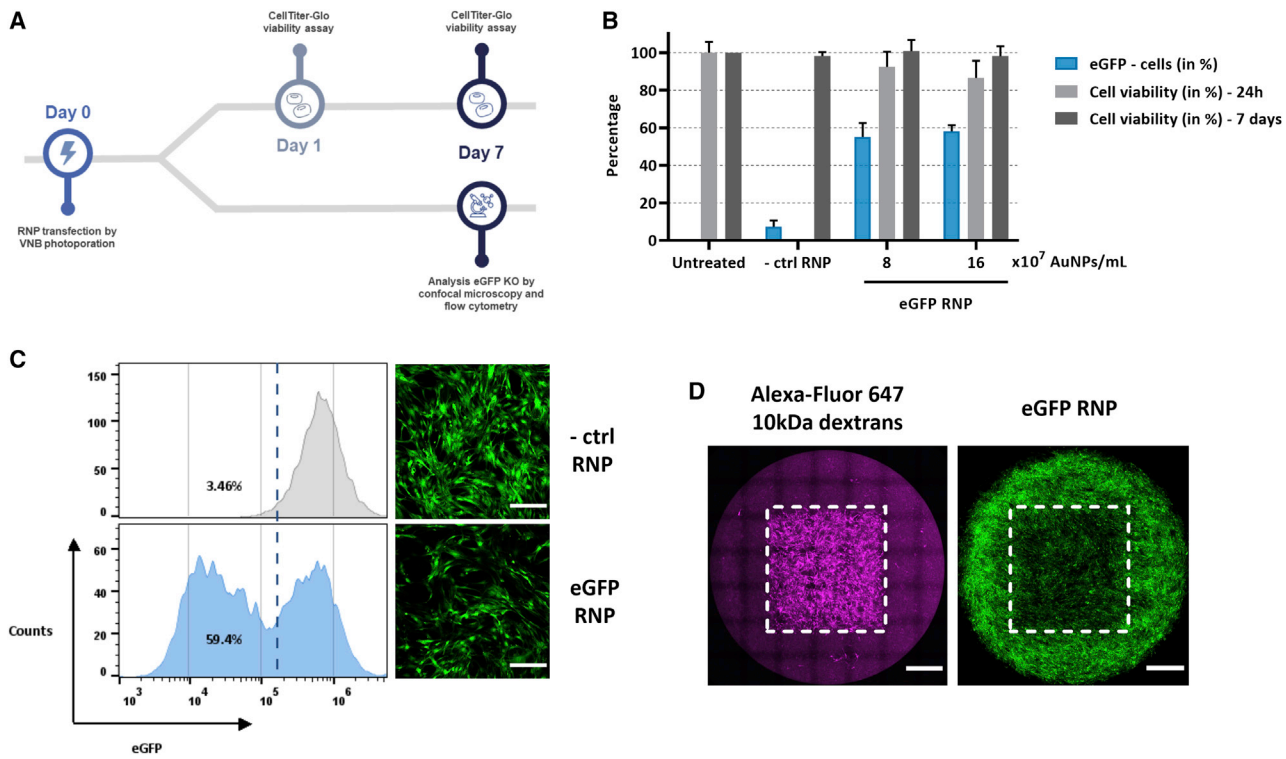 A
CellTiter-Glo
viability assay
CellTiter-Glo
viability assay
Day 0
Day 1
Day 7
RNP transfection by
VNB photoporation
Analysis eGFP KO by
confocal microscopy and
flow cytometry
B
Percentage
100
80
60
40
20
0
Untreated
- ctrl RNP
8
16
x10⁷ AuNPs/mL
eGFP RNP
eGFP - cells (in %)
Cell viability (in %) - 24h
Cell viability (in %) - 7 days
C
150
100
50
0
3.46%
- ctrl
RNP
60
40
20
0
59.4%
eGFP
RNP
Counts
10³
10⁴
10⁵
10⁶
eGFP
D
Alexa-Fluor 647
10kDa dextrans
eGFP RNP